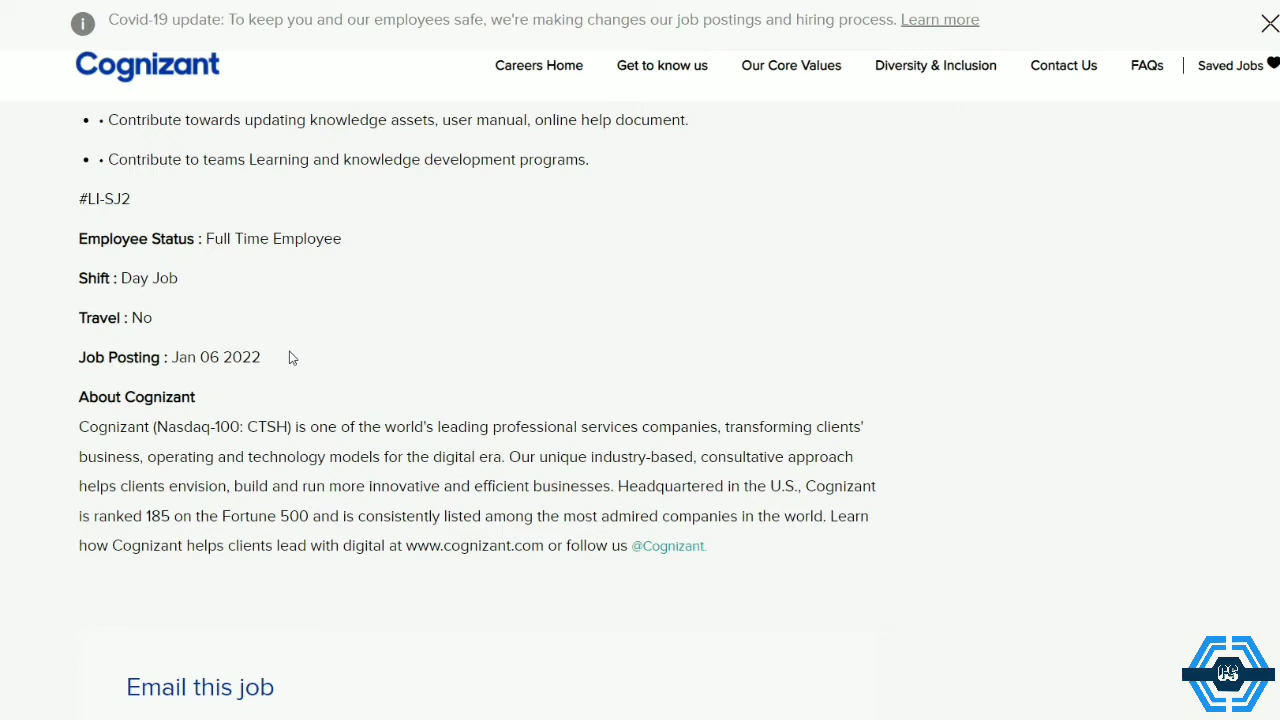 Covid-19 update: To keep you and our employees safe, we're making changes our job postings and hiring process. Learn more
Cognizant
Careers Home Get to know us Our Core Values Diversity & Inclusion Contact Us FAQs Saved Jobs
• • Contribute towards updating knowledge assets, user manual, online help document.
• • Contribute to teams Learning and knowledge development programs.
#LI-SJ2
Employee Status : Full Time Employee
Shift : Day Job
Travel : No
Job Posting : Jan 06 2022
About Cognizant
Cognizant (Nasdaq-100: CTSH) is one of the world's leading professional services companies, transforming clients'
business, operating and technology models for the digital era. Our unique industry-based, consultative approach
helps clients envision, build and run more innovative and efficient businesses. Headquartered in the U.S., Cognizant
is ranked 185 on the Fortune 500 and is consistently listed among the most admired companies in the world. Learn
how Cognizant helps clients lead with digital at www.cognizant.com or follow us @Cognizant.
Email this job